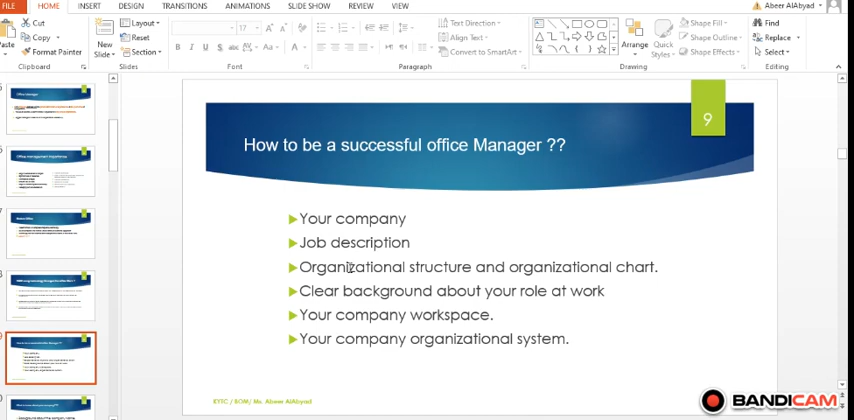 FILE HOME INSERT DESIGN TRANSITIONS ANIMATIONS SLIDE SHOW REVIEW VIEW Abeer AlAbyad
Cut Layout 17 Text Direction Shape Fill Find
Copy Reset Align Text Shape Outline Replace
Paste Format Painter New Slide Section Convert to SmartArt Arrange Quick Styles Shape Effects Select
Clipboard Slides Font Paragraph Drawing Editing
9
How to be a successful office Manager ??
Your company
Job description
Organizational structure and organizational chart.
Clear background about your role at work
Your company workspace.
Your company organizational system.
Ms. Abeer AlAbyad
BANDICAM